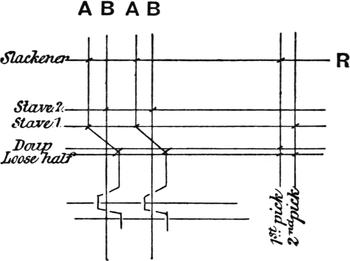 A B A B
Slackener
R
Stave 2.
Stave 1.
Doup
Loose half
1st pick
2nd pick